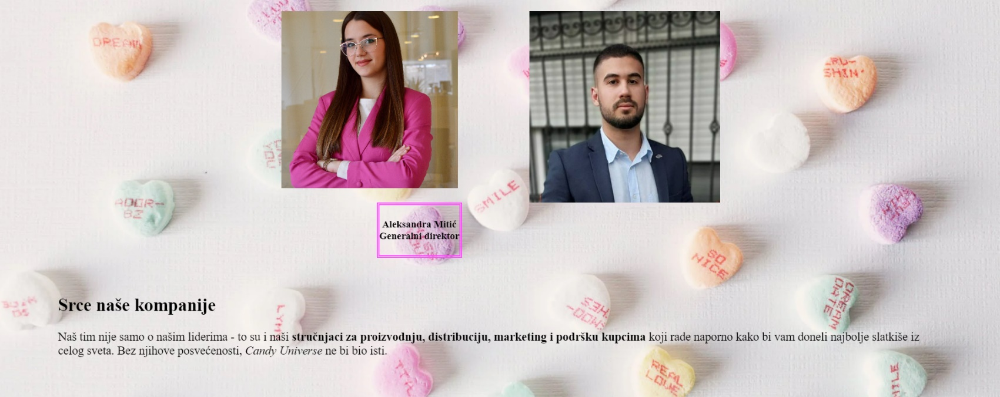 DREAM
SMILE
ADOR-
BZ
Aleksandra Mitić
Generalni direktor
SO
NICE
DREAM
DATE
Srce naše kompanije
Naš tim nije samo o našim liderima - to su i naši stručnjaci za proizvodnju, distribuciju, marketing i podršku kupcima koji rade naporno kako bi vam doneli najbolje slatkiše iz
celog sveta. Bez njihove posvećenosti, Candy Universe ne bi bio isti.
REAL
LOVE